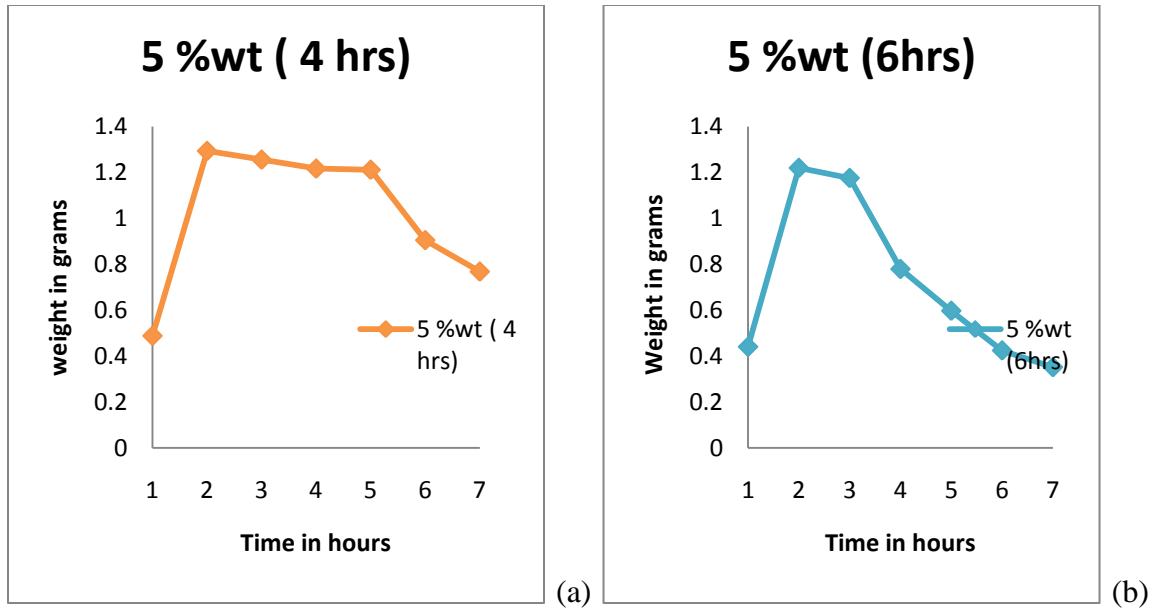 5 %wt ( 4 hrs)
1.4
1.2
1
0.8
0.6
0.4
0.2
0
weight in grams
1 2 3 4 5 6 7
Time in hours
5 %wt ( 4
hrs)
(a)
5 %wt (6hrs)
1.4
1.2
1
0.8
0.6
0.4
0.2
0
Weight in grams
1 2 3 4 5 6 7
Time in hours
5 %wt
(6hrs)
(b)